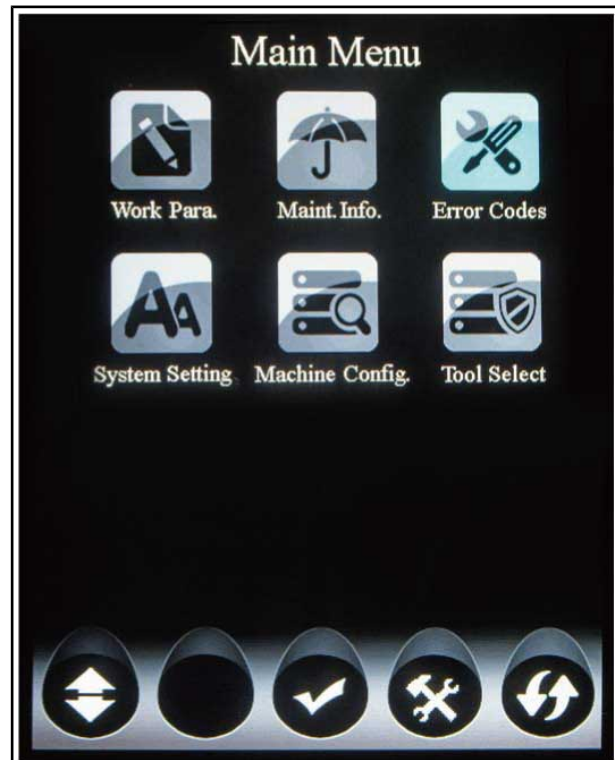 Main Menu
Work Para. Maint. Info. Error Codes
System Setting Machine Config. Tool Select